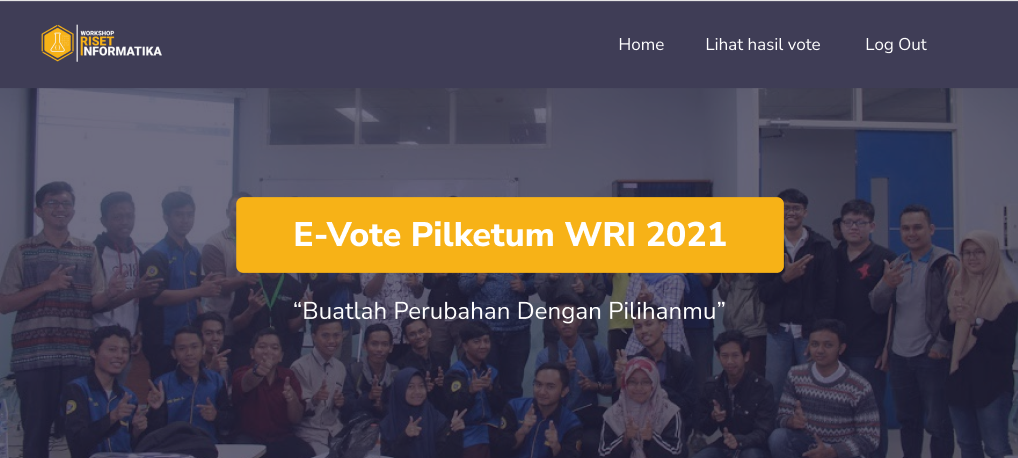 WORKSHOP
RISET
INFORMATIKA
Home
Lihat hasil vote
Log Out
E-Vote Pilketum WRI 2021
“Buatlah Perubahan Dengan Pilihanmu”